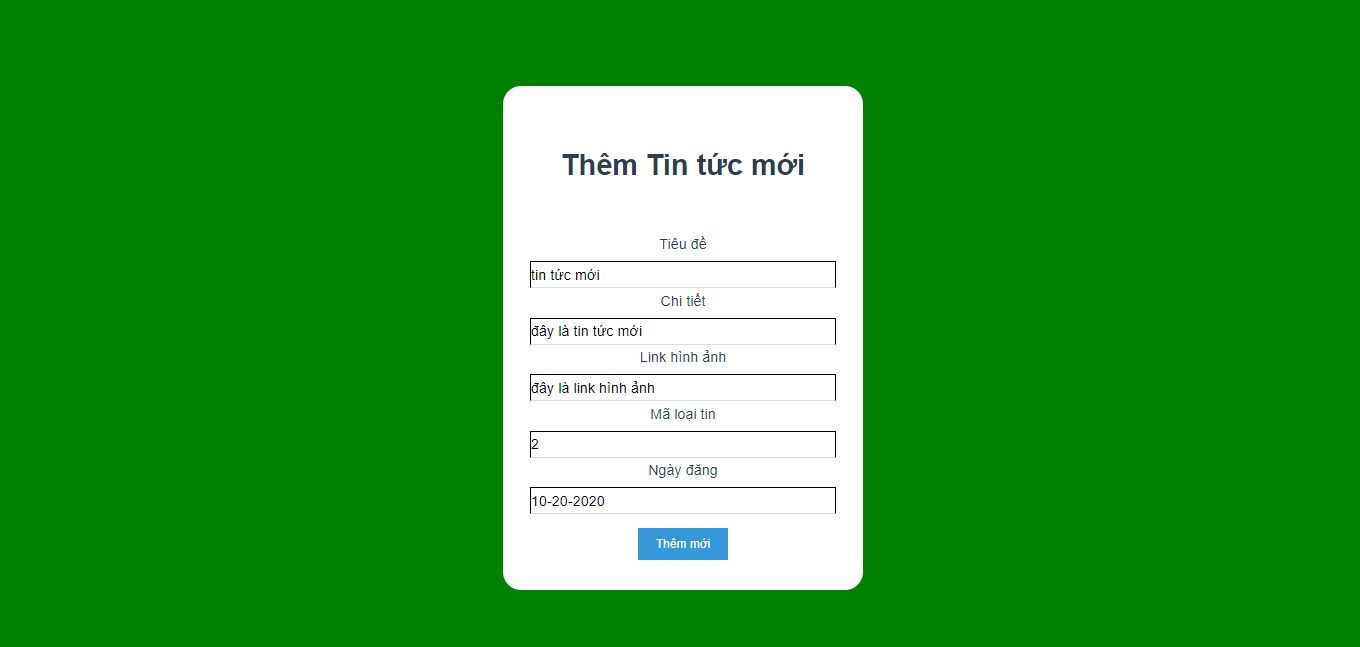 Thêm Tin tức mới
Tiêu đề
tin tức mới
Chi tiết
đây là tin tức mới
Link hình ảnh
đây là link hình ảnh
Mã loại tin
2
Ngày đăng
10-20-2020
Thêm mới